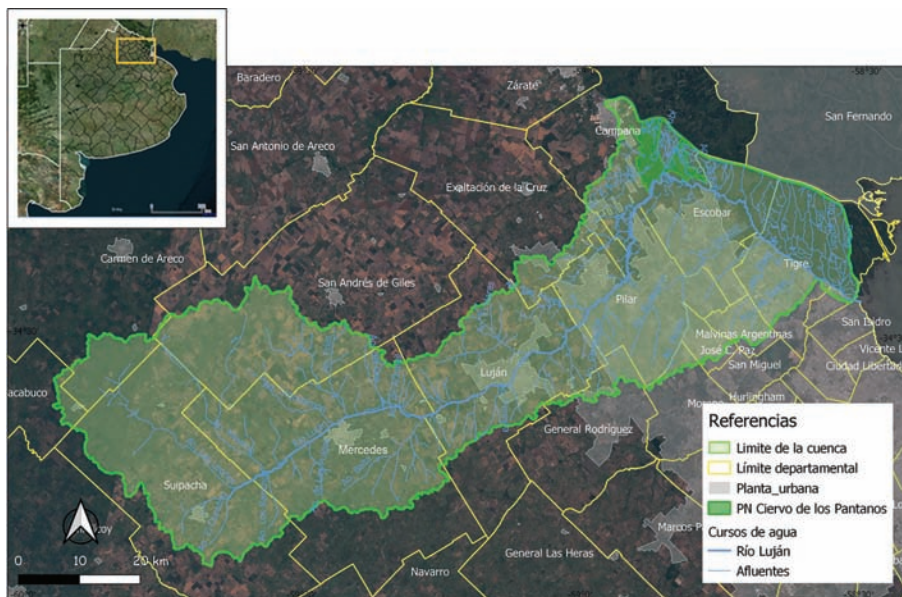 Baradero
Zárate
-58°30'
San Fernando
Campana
San Antonio de Areco
Exaltación de la Cruz
Escobar
Carmen de Areco
Tigre
San Andrés de Giles
Pilar
San Isidro
Malvinas Argentinas
José C. Paz
Vicente L
San Miguel
Ciudad Libertad
Luján
acabuco
Hurlingham
General Rodríguez
Mercedes
Suipacha
Marcos P
General Las Heras
Navarro
0 10 20 km
Referencias
Limite de la cuenca
Límite departamental
Planta_urbana
PN Ciervo de los Pantanos
Cursos de agua
Río Luján
Afluentes